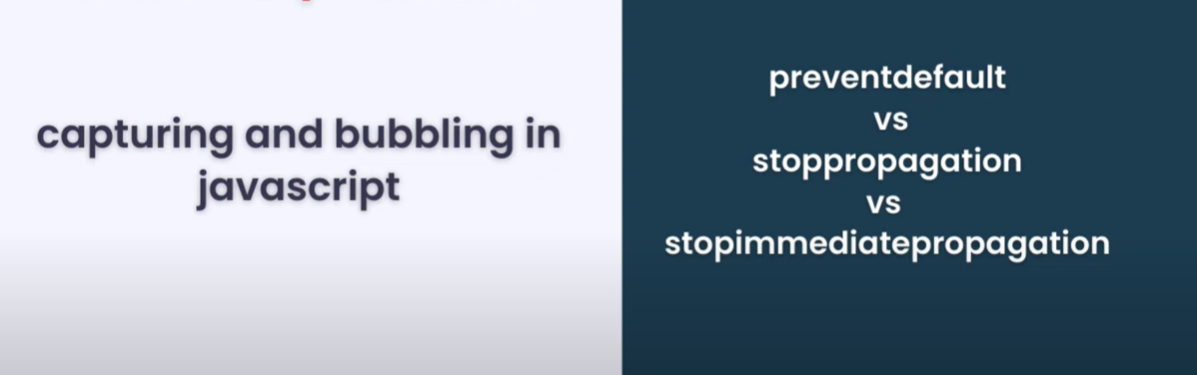 capturing and bubbling in
javascript
preventdefault
vs
stoppropagation
vs
stopimmediatepropagation